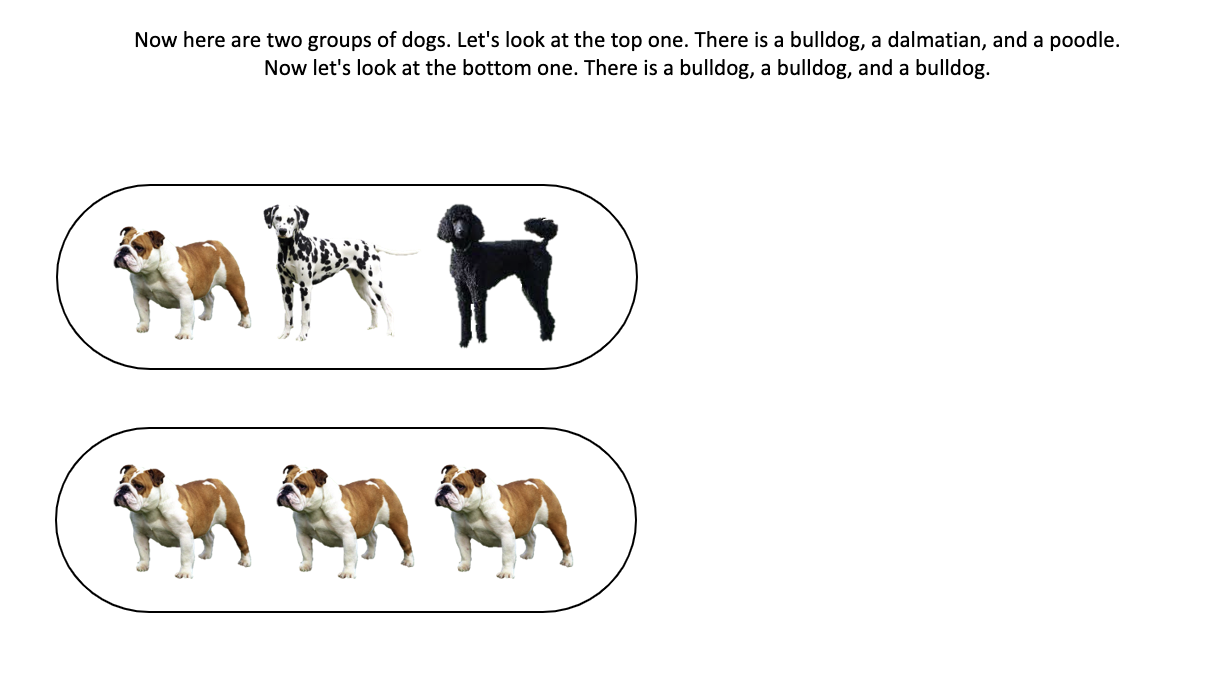 Now here are two groups of dogs. Let's look at the top one. There is a bulldog, a dalmatian, and a poodle.
Now let's look at the bottom one. There is a bulldog, a bulldog, and a bulldog.